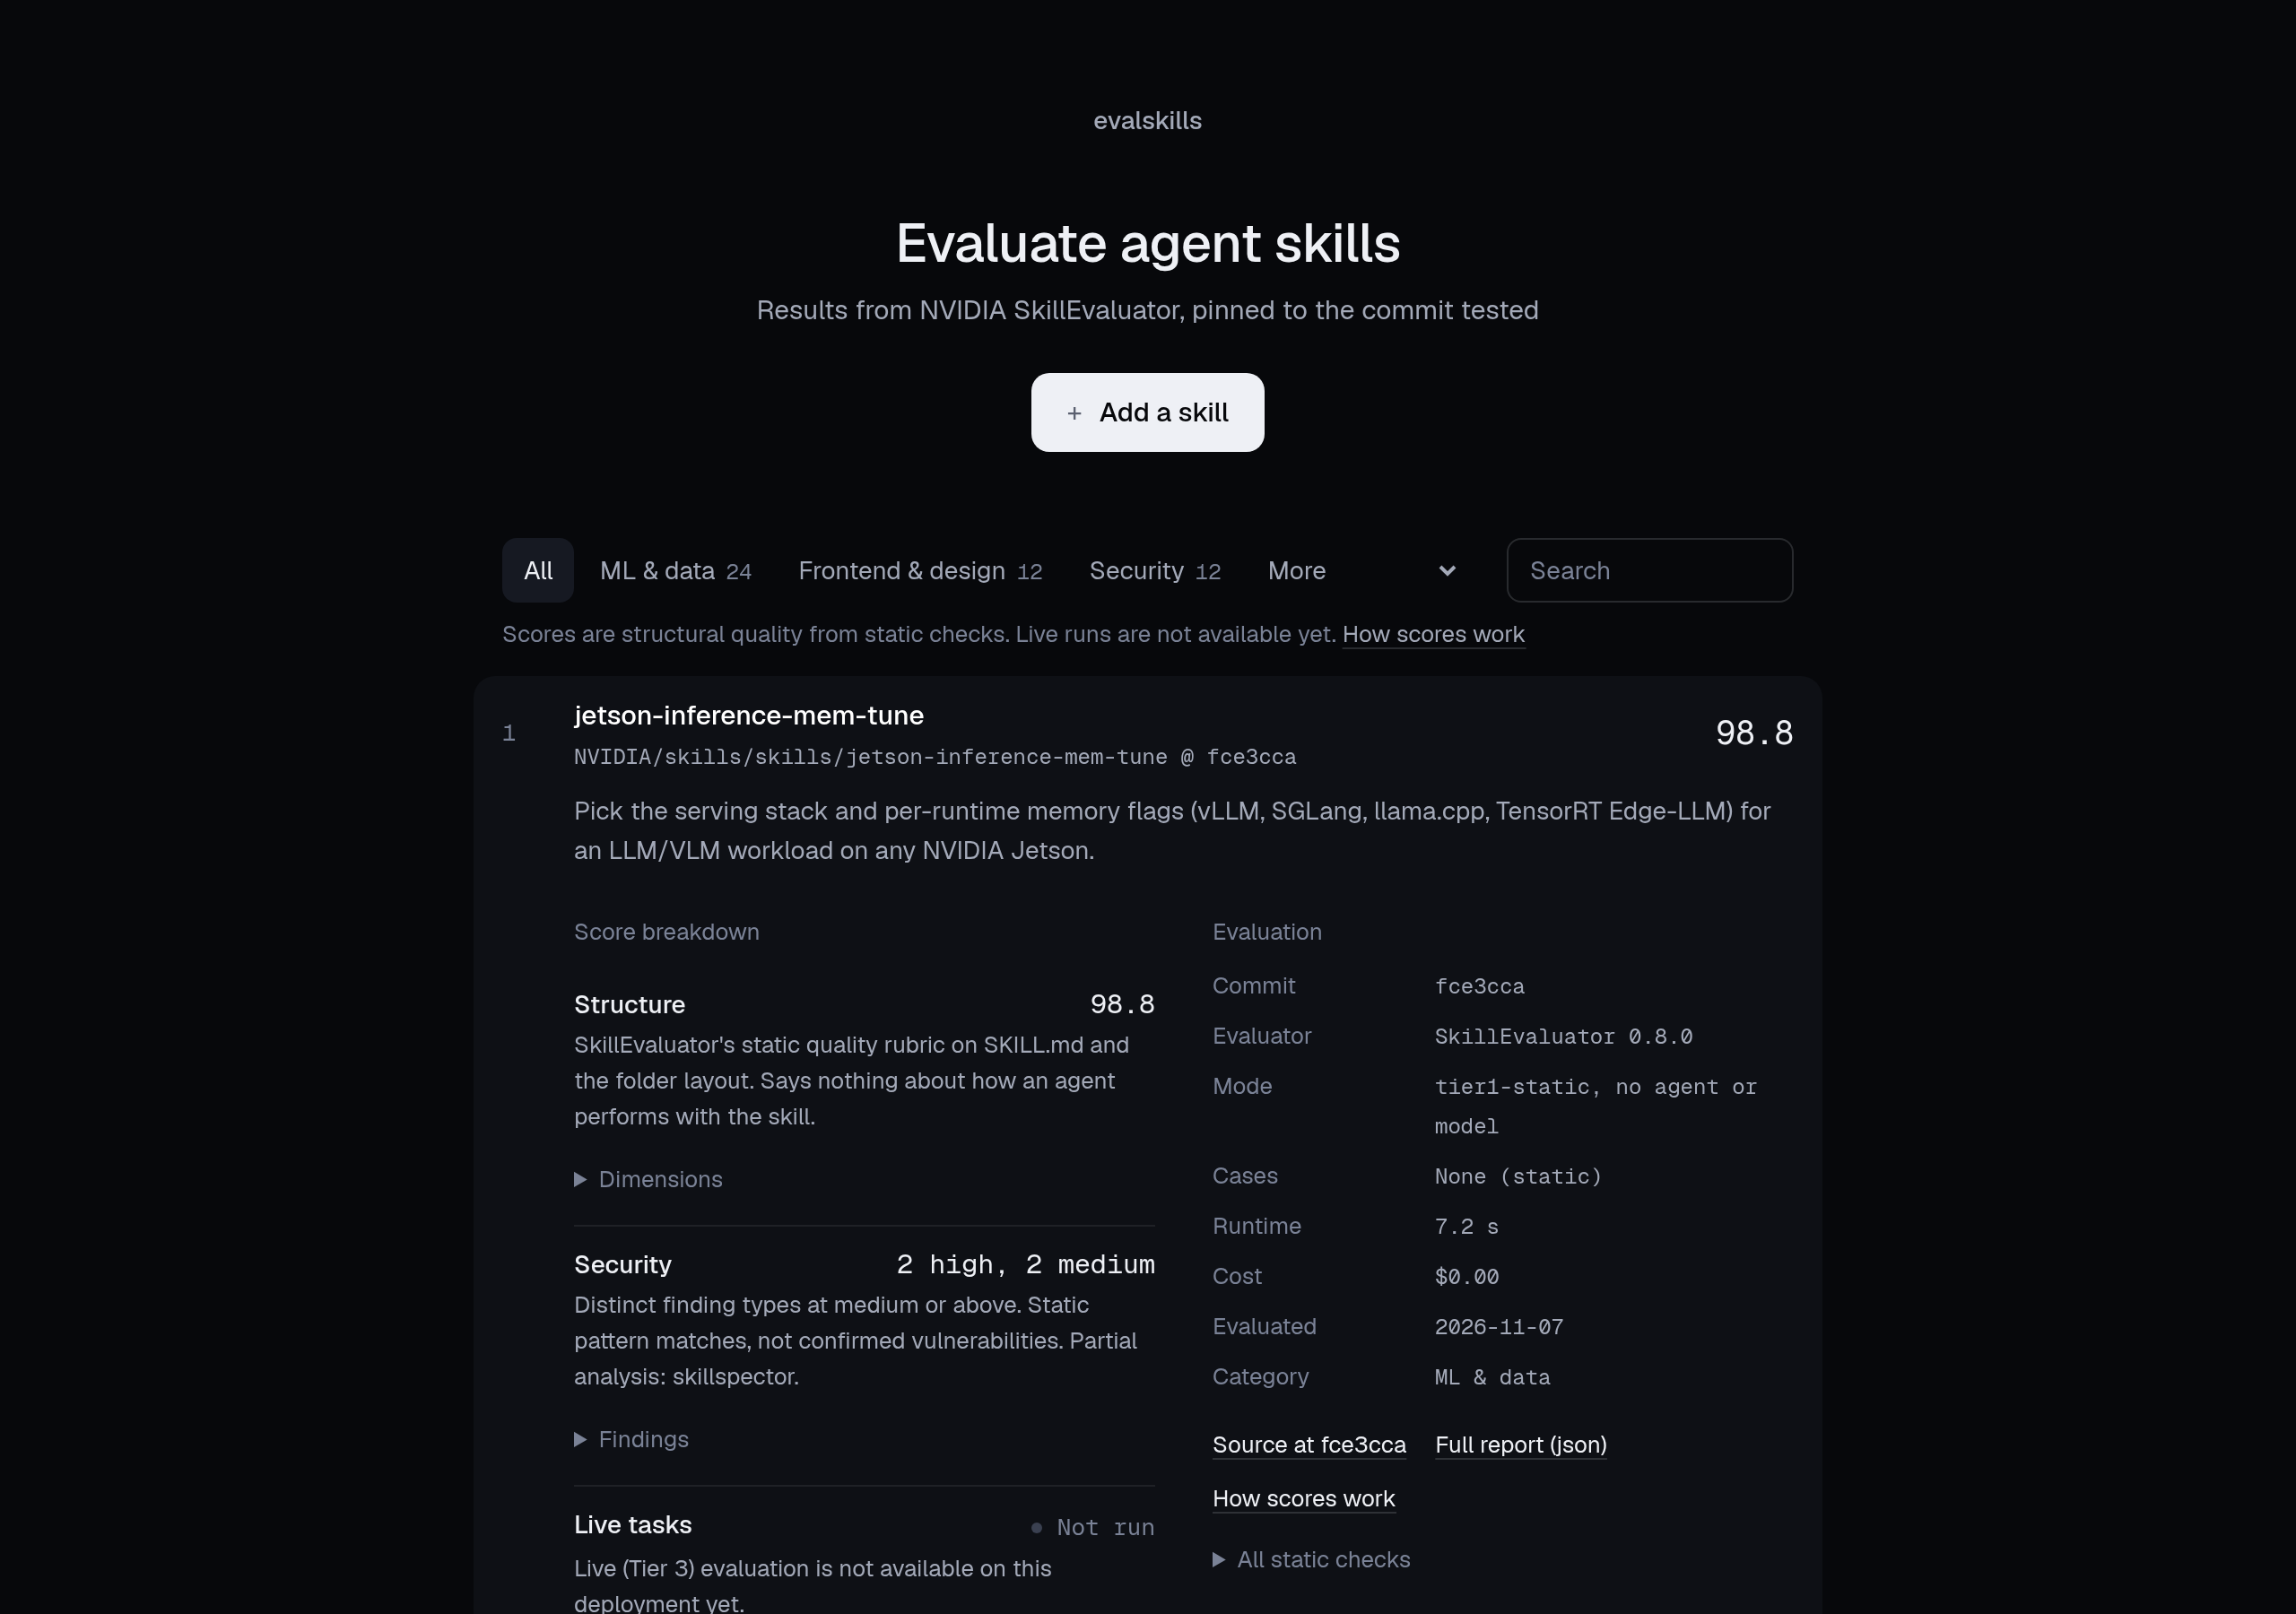 evalskills
Evaluate agent skills
Results from NVIDIA SkillEvaluator, pinned to the commit tested
+ Add a skill
All ML & data 24 Frontend & design 12 Security 12 More Search
Scores are structural quality from static checks. Live runs are not available yet. How scores work
1 jetson-inference-mem-tune 98.8
NVIDIA/skills/skills/jetson-inference-mem-tune @ fce3cca
Pick the serving stack and per-runtime memory flags (vLLM, SGLang, llama.cpp, TensorRT Edge-LLM) for
an LLM/VLM workload on any NVIDIA Jetson.
Score breakdown
Structure 98.8
SkillEvaluator's static quality rubric on SKILL.md and
the folder layout. Says nothing about how an agent
performs with the skill.
Dimensions
Security 2 high, 2 medium
Distinct finding types at medium or above. Static
pattern matches, not confirmed vulnerabilities. Partial
analysis: skillspector.
Findings
Live tasks Not run
Live (Tier 3) evaluation is not available on this
deployment yet.
Evaluation
Commit fce3cca
Evaluator SkillEvaluator 0.8.0
Mode tier1-static, no agent or
model
Cases None (static)
Runtime 7.2 s
Cost $0.00
Evaluated 2026-11-07
Category ML & data
Source at fce3cca Full report (json)
How scores work
All static checks